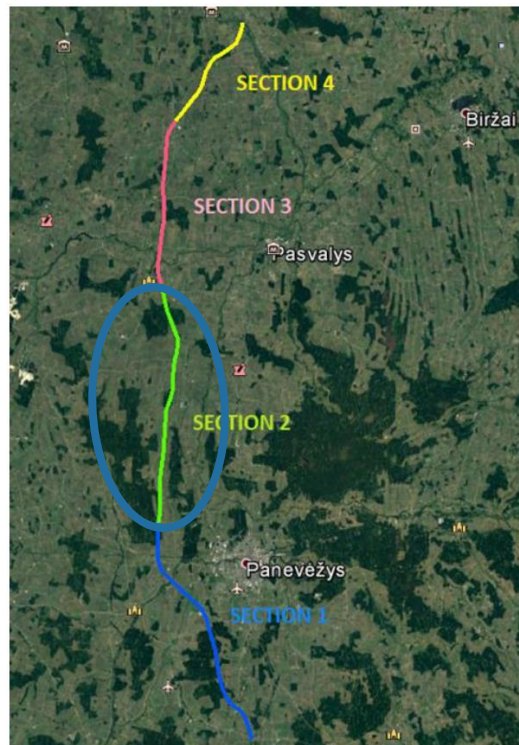 SECTION 4
Biržai
SECTION 3
Pasvalys
SECTION 2
Panevėžys
SECTION 1